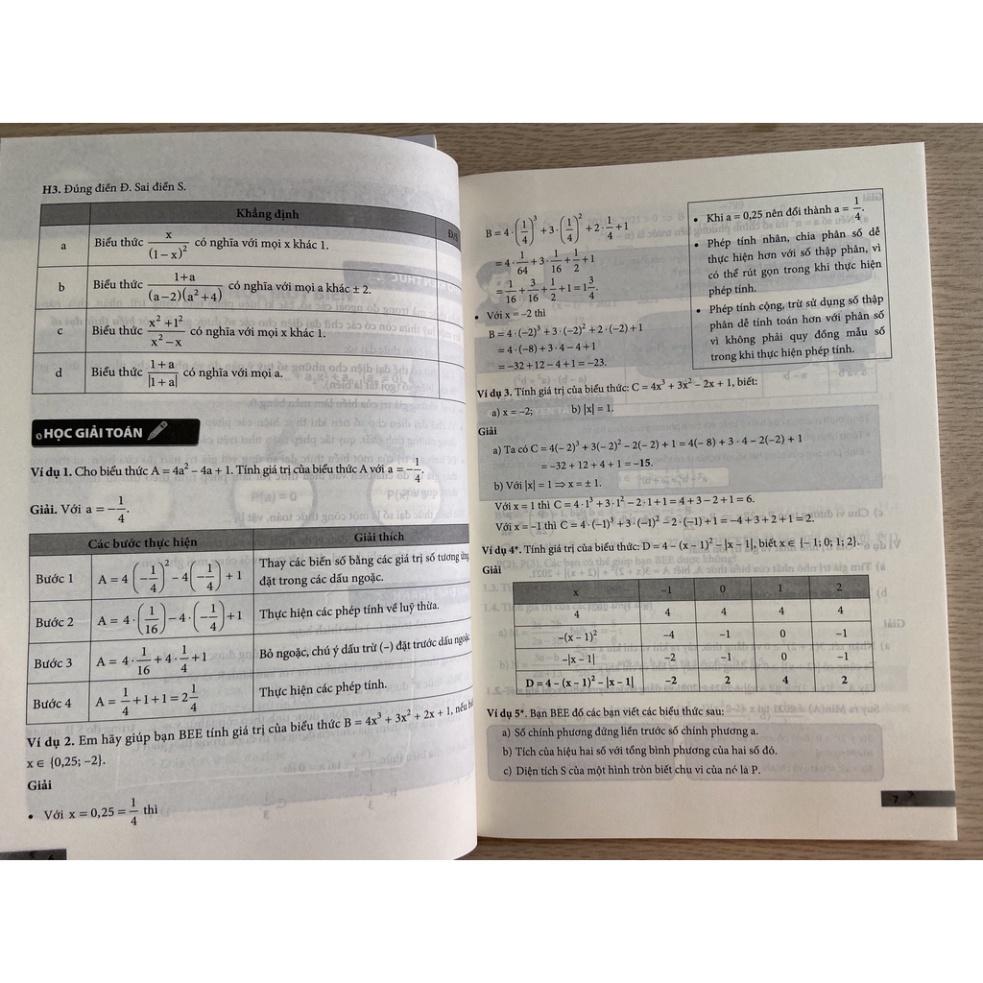 H3. Đúng điền Đ. Sai điền S.
Khẳng định
a Biểu thức x/(1 – x)² có nghĩa với mọi x khác 1.
b Biểu thức (1 + a)/((a – 2)(a² + 4)) có nghĩa với mọi a khác ± 2.
c Biểu thức (x² + 1²)/(x² – x) có nghĩa với mọi x khác 1.
d Biểu thức (1 + a)/|1 + a| có nghĩa với mọi a.
HỌC GIẢI TOÁN
Ví dụ 1. Cho biểu thức A = 4a² – 4a + 1. Tính giá trị của biểu thức A với a = –1/4.
Giải. Với a = –1/4.
Các bước thực hiện Giải thích
Bước 1 A = 4(–1/4)² – 4(–1/4) + 1 Thay các biến số bằng các giá trị số tương ứng,
đặt trong các dấu ngoặc.
Bước 2 A = 4·(1/16) – 4·(–1/4) + 1 Thực hiện các phép tính về luỹ thừa.
Bước 3 A = 4·1/16 + 4·1/4 + 1 Bỏ ngoặc, chú ý dấu trừ (–) đặt trước dấu ngoặc.
Bước 4 A = 1/4 + 1 + 1 = 2 1/4 Thực hiện các phép tính.
Ví dụ 2. Em hãy giúp bạn BEE tính giá trị của biểu thức B = 4x³ + 3x² + 2x + 1, nếu
x ∈ {0,25; –2}.
Giải
• Với x = 0,25 = 1/4 thì
B = 4·(1/4)³ + 3·(1/4)² + 2·1/4 + 1
= 4·1/64 + 3·1/16 + 1/2 + 1
= 1/16 + 3/16 + 1/2 + 1 = 1 3/4.
• Với x = –2 thì
B = 4·(–2)³ + 3·(–2)² + 2·(–2) + 1
= 4·(–8) + 3·4 – 4 + 1
= –32 + 12 – 4 + 1 = –23.
• Khi a = 0,25 nên đổi thành a = 1/4.
• Phép tính nhân, chia phân số dễ
thực hiện hơn với số thập phân, vì
có thể rút gọn trong khi thực hiện
phép tính.
• Phép tính cộng, trừ sử dụng số thập
phân dễ tính toán hơn với phân số
vì không phải quy đồng mẫu số
trong khi thực hiện phép tính.
Ví dụ 3. Tính giá trị của biểu thức: C = 4x³ + 3x² – 2x + 1, biết:
a) x = –2; b) |x| = 1.
Giải
a) Ta có C = 4(–2)³ + 3(–2)² – 2(–2) + 1 = 4(–8) + 3·4 – 2(–2) + 1
= –32 + 12 + 4 + 1 = –15.
b) Với |x| = 1 ⇒ x = ± 1.
Với x = 1 thì C = 4·1³ + 3·1² – 2·1 + 1 = 4 + 3 – 2 + 1 = 6.
Với x = –1 thì C = 4·(–1)³ + 3·(–1)² – 2·(–1) + 1 = –4 + 3 + 2 + 1 = 2.
Ví dụ 4*. Tính giá trị của biểu thức: D = 4 – (x – 1)² – |x – 1|, biết x ∈ {– 1; 0; 1; 2}.
Giải
x –1 0 1 2
4 4 4 4 4
–(x – 1)² –4 –1 0 –1
–|x – 1| –2 –1 0 –1
D = 4 – (x – 1)² – |x – 1| –2 2 4 2
Ví dụ 5*. Bạn BEE đố các bạn viết các biểu thức sau:
a) Số chính phương đứng liền trước số chính phương a.
b) Tích của hiệu hai số với tổng bình phương của hai số đó.
c) Diện tích S của một hình tròn biết chu vi của nó là P.
7